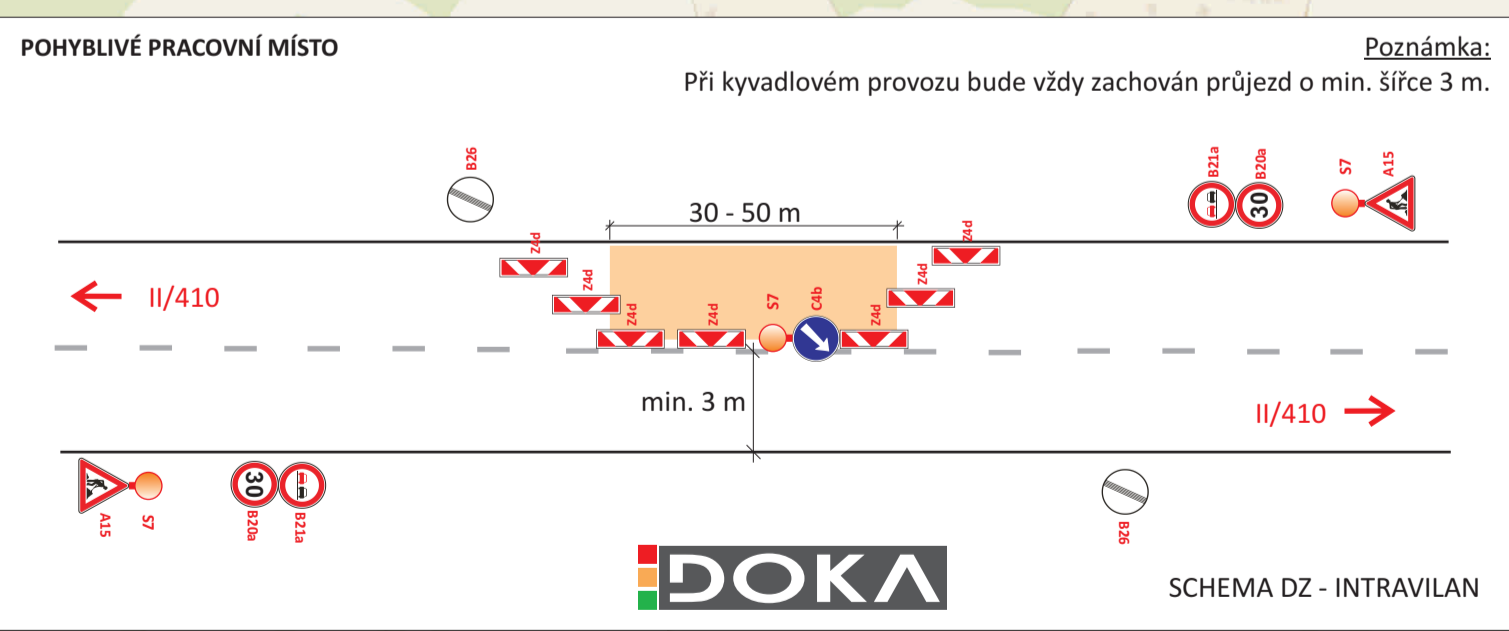 POHYBLIVÉ PRACOVNÍ MÍSTO
Poznámka:
Při kyvadlovém provozu bude vždy zachován průjezd o min. šířce 3 m.
B26
B21a
B20a
S7
A15
30
30 - 50 m
Z4d
Z4d
Z4d
Z4d
Z4d
Z4d
Z4d
S7
C4b
II/410
min. 3 m
II/410
30
A15
S7
B20a
B21a
B26
DOKA
SCHEMA DZ - INTRAVILAN